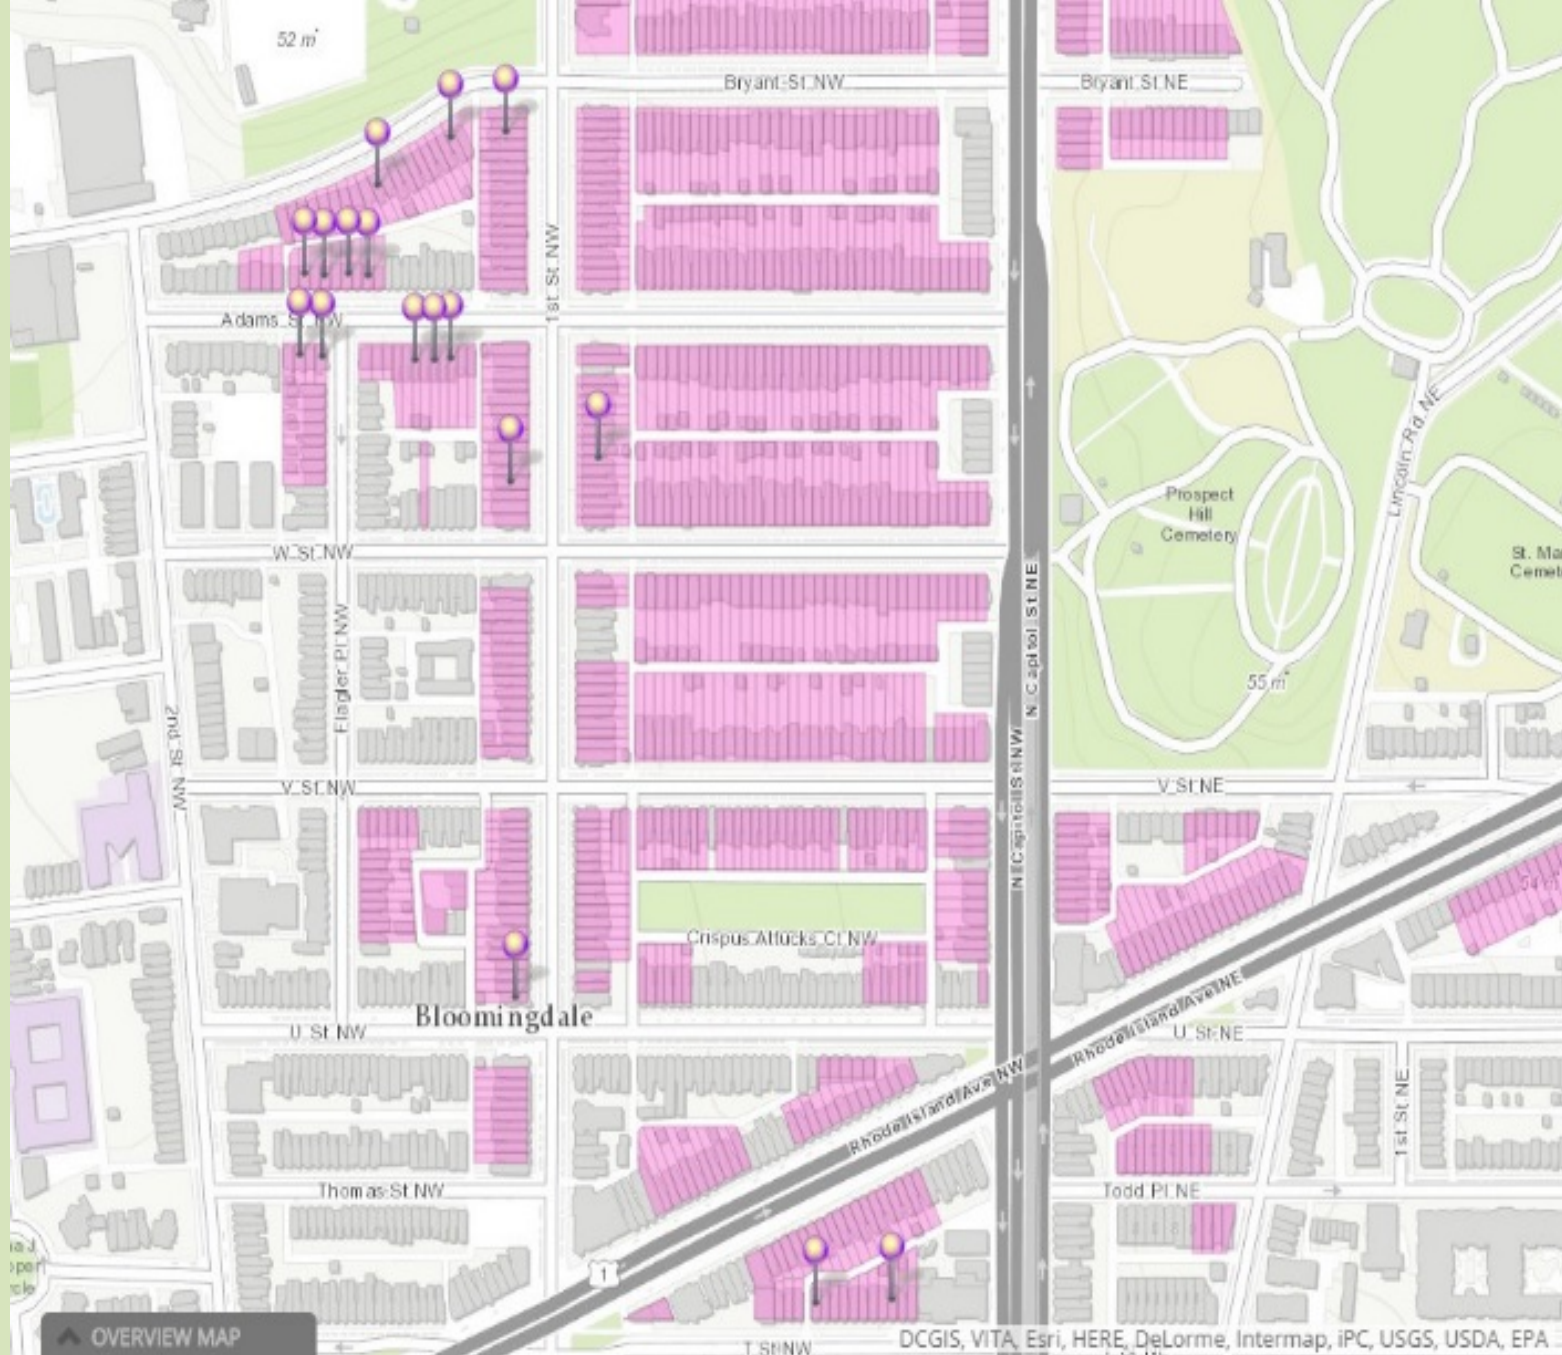 52 m
Bryant St NW
Bryant St NE
1st St NW
Adams St NW
Lincoln Rd NE
Prospect
Hill
Cemetery
W St NW
St. Ma
Cemet
N Capitol St NE
Flagler Pl NW
55 m
2nd St NW
V St NW
V St NE
N Capitol St NW
54 m
Crispus Attucks Ct NW
Bloomingdale
U St NW
Rhode Island Ave NE
U St NE
Rhode Island Ave NW
1st St NE
Thomas St NW
Todd Pl NE
1
OVERVIEW MAP
T St NW
DCGIS, VITA, Esri, HERE, DeLorme, Intermap, iPC, USGS, USDA, EPA